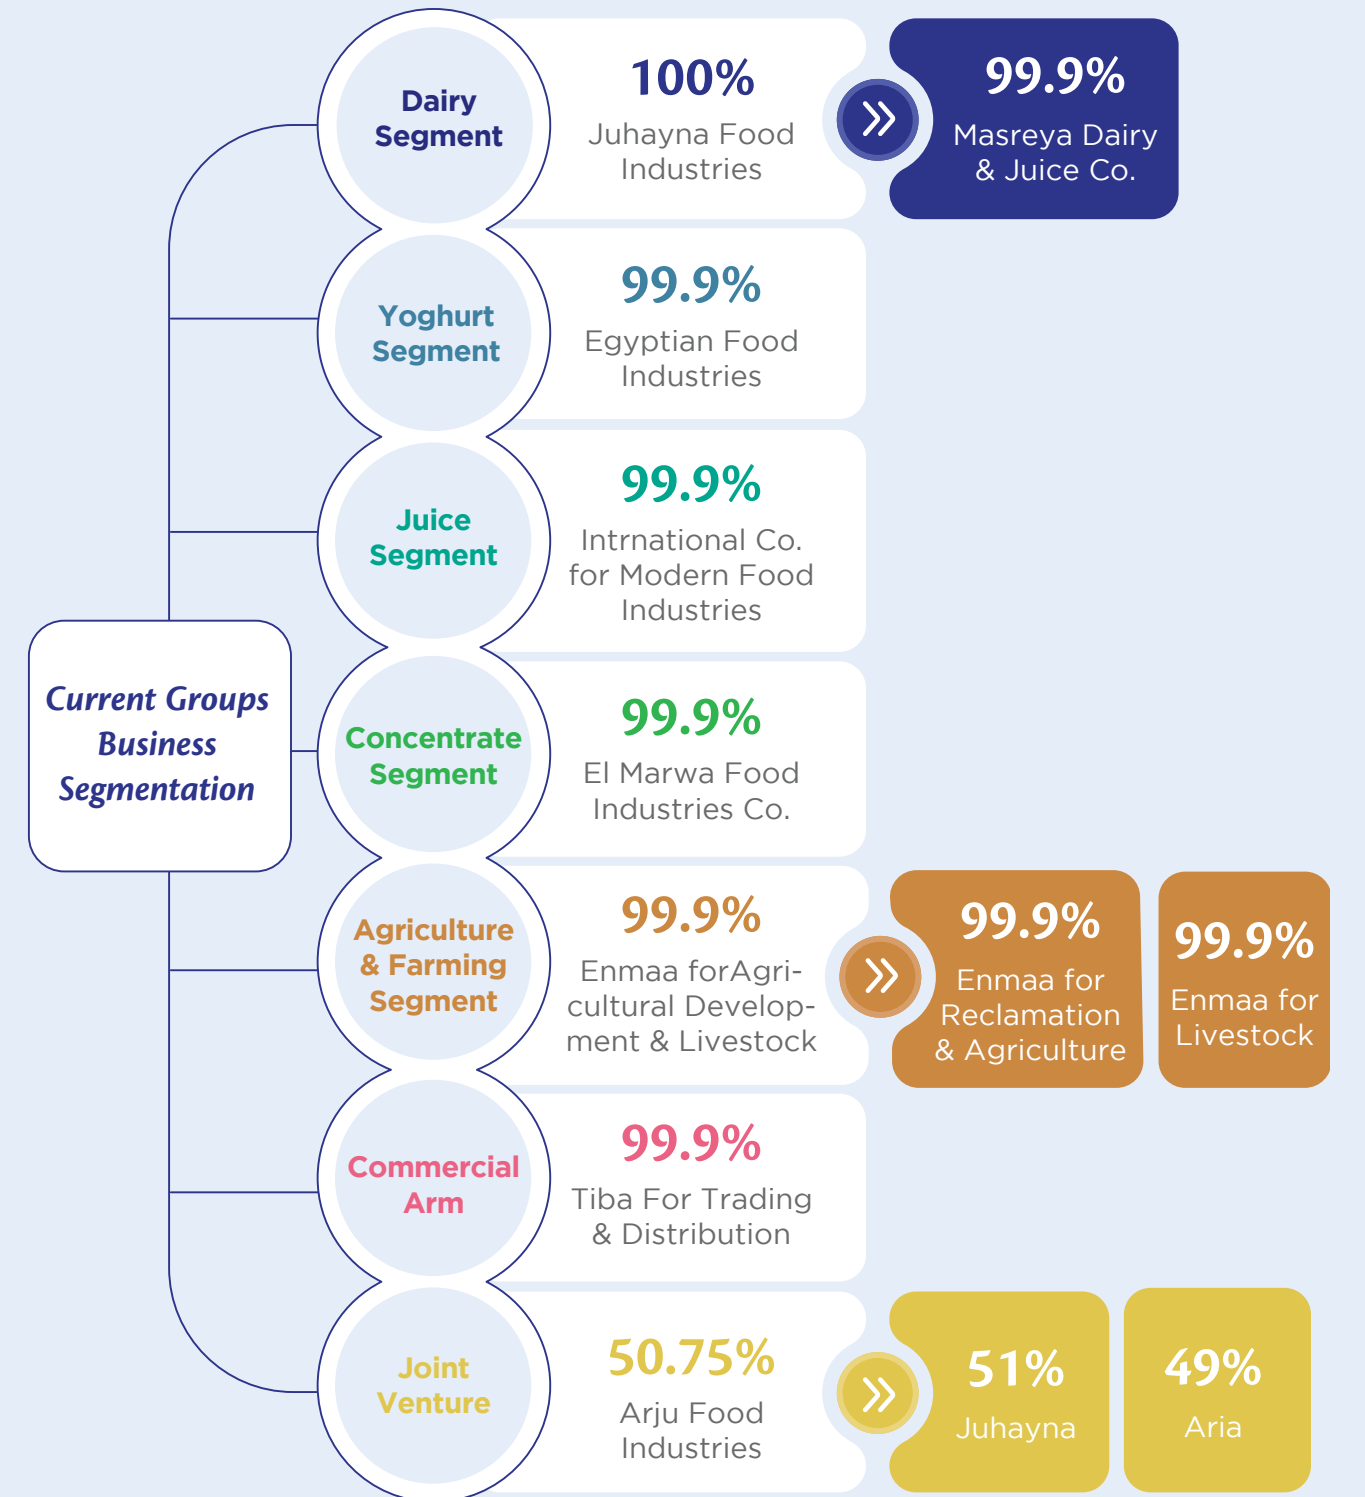 Current Groups
Business
Segmentation
Dairy
Segment
100%
Juhayna Food
Industries
99.9%
Masreya Dairy
& Juice Co.
Yoghurt
Segment
99.9%
Egyptian Food
Industries
Juice
Segment
99.9%
Intrnational Co.
for Modern Food
Industries
Concentrate
Segment
99.9%
El Marwa Food
Industries Co.
Agriculture
& Farming
Segment
99.9%
Enmaa forAgri-
cultural Develop-
ment & Livestock
99.9%
Enmaa for
Reclamation
& Agriculture
99.9%
Enmaa for
Livestock
Commercial
Arm
99.9%
Tiba For Trading
& Distribution
Joint
Venture
50.75%
Arju Food
Industries
51%
Juhayna
49%
Aria